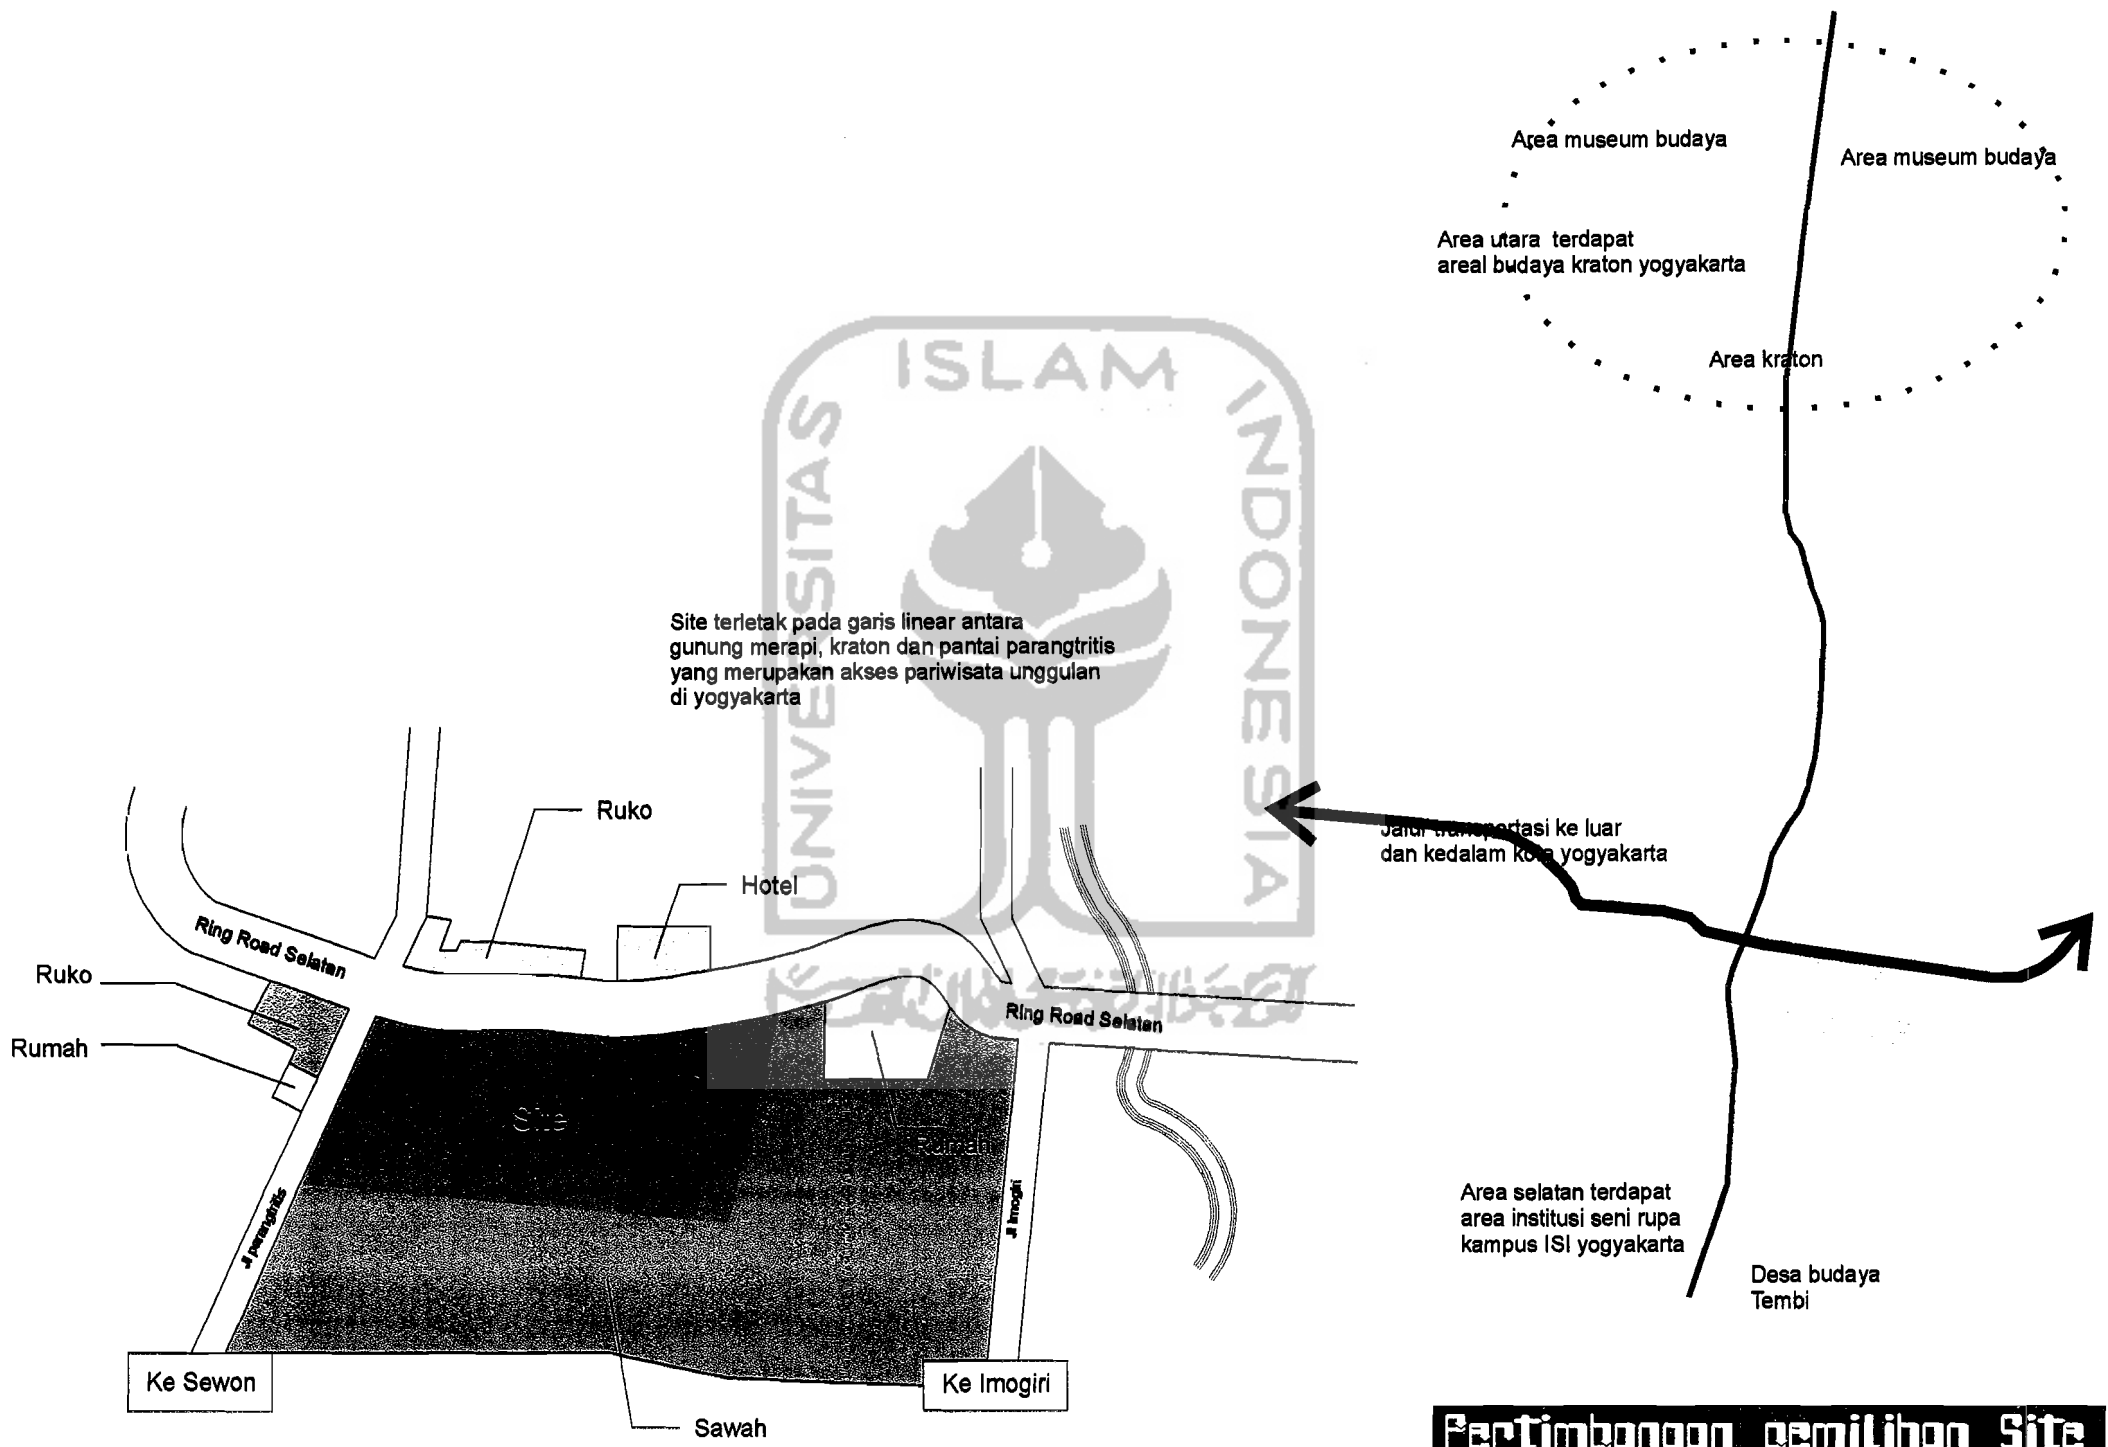 Area museum budaya
Area museum budaya
Area utara terdapat
areal budaya kraton yogyakarta
Area kraton
UNIVERSITAS
ISLAM
INDONESIA
Site terletak pada garis linear antara
gunung merapi, kraton dan pantai parangtritis
yang merupakan akses pariwisata unggulan
di yogyakarta
Ruko
Hotel
Jalur transportasi ke luar
dan kedalam kota yogyakarta
Ring Road Selatan
Ruko
Ring Road Selatan
Rumah
Site
Rumah
Jl parangtritis
Jl Imogiri
Area selatan terdapat
area institusi seni rupa
kampus ISI yogyakarta
Desa budaya
Tembi
Ke Sewon
Ke Imogiri
Sawah
Pertimbangan pemilihan Site